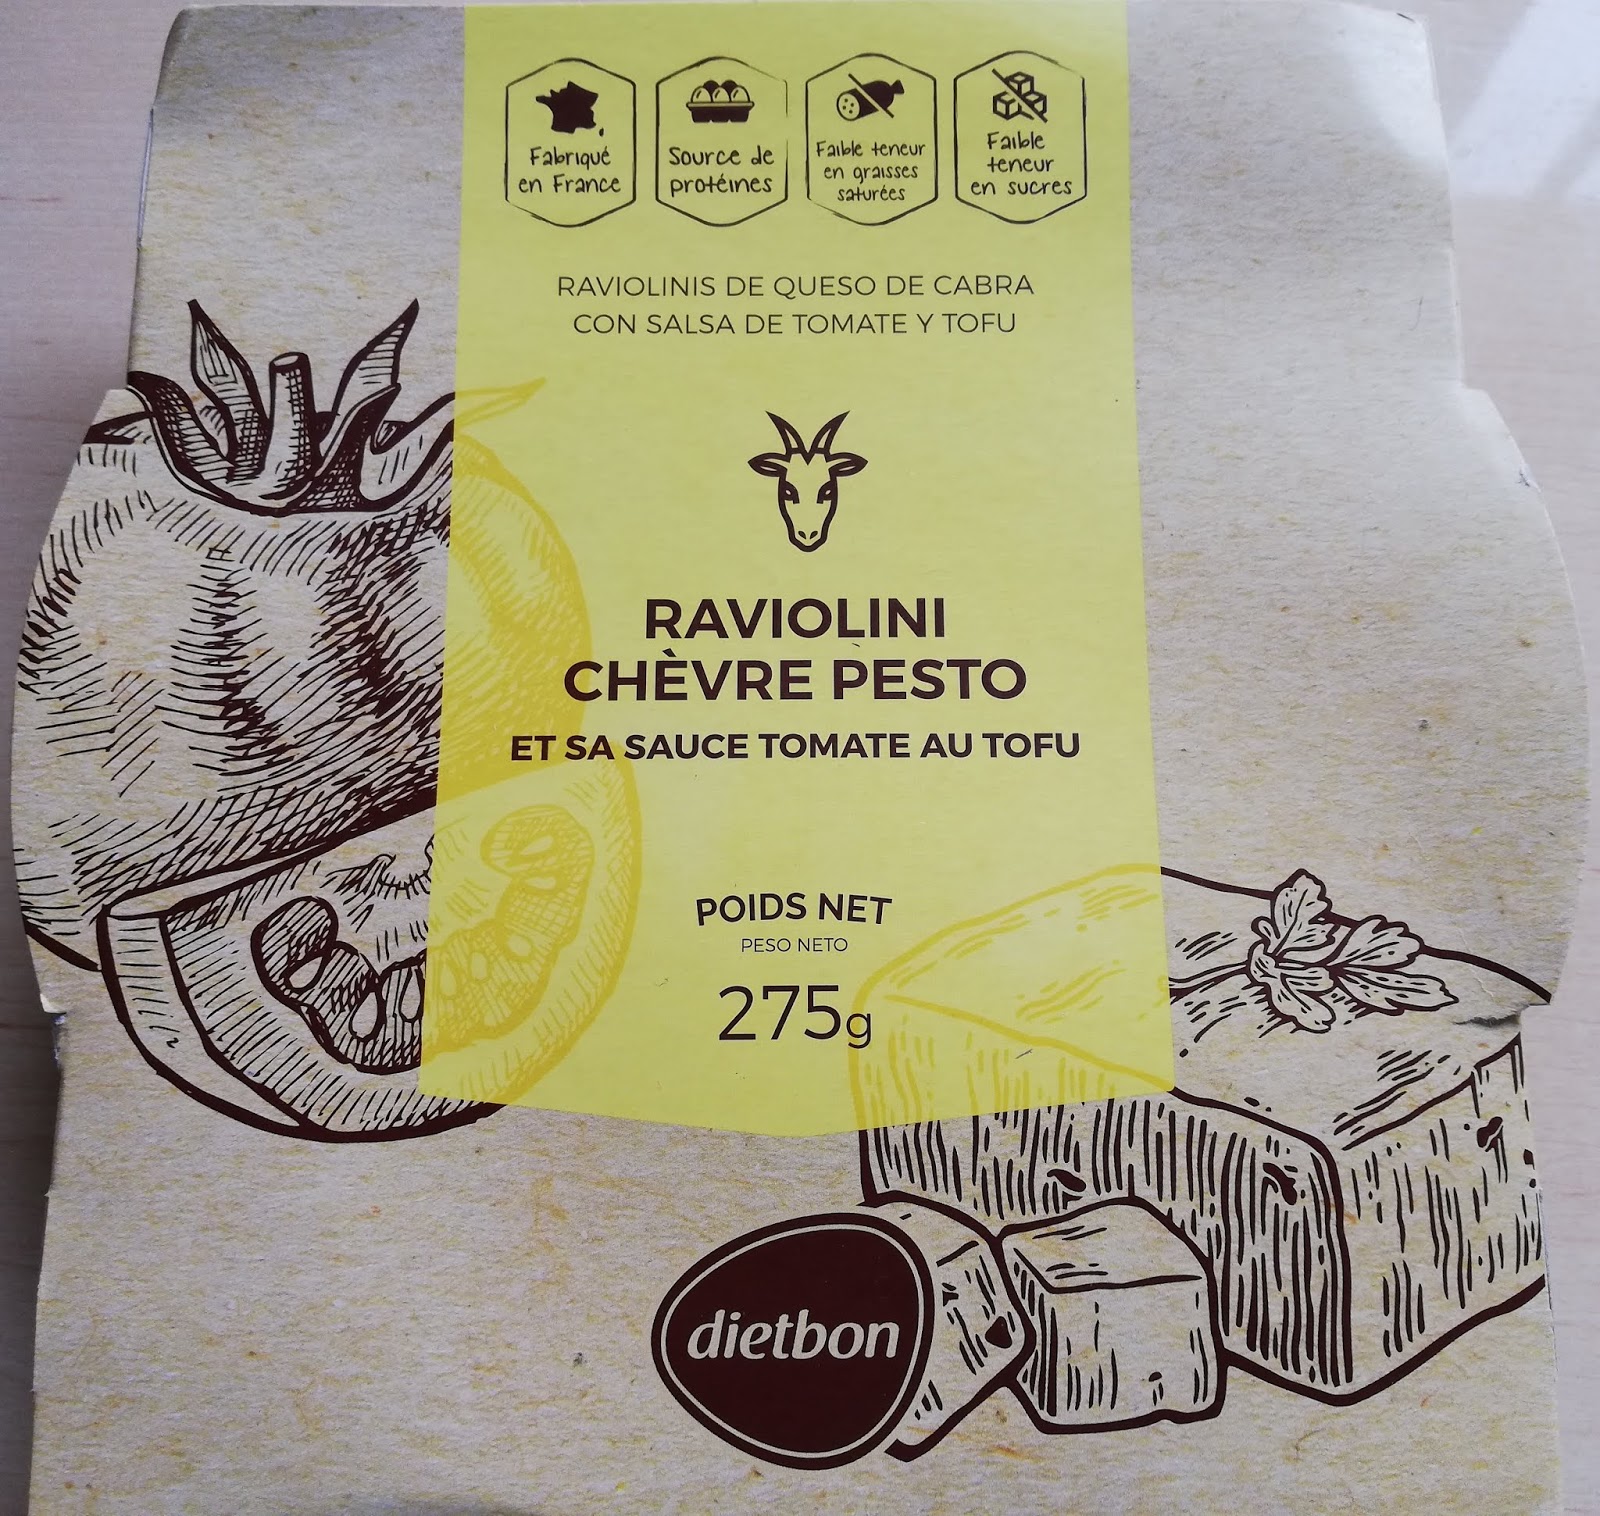 Fabriqué
en France
Source de
protéines
Faible teneur
en graisses
saturées
Faible
teneur
en sucres
RAVIOLINIS DE QUESO DE CABRA
CON SALSA DE TOMATE Y TOFU
RAVIOLINI
CHÈVRE PESTO
ET SA SAUCE TOMATE AU TOFU
POIDS NET
PESO NETO
275g
dietbon